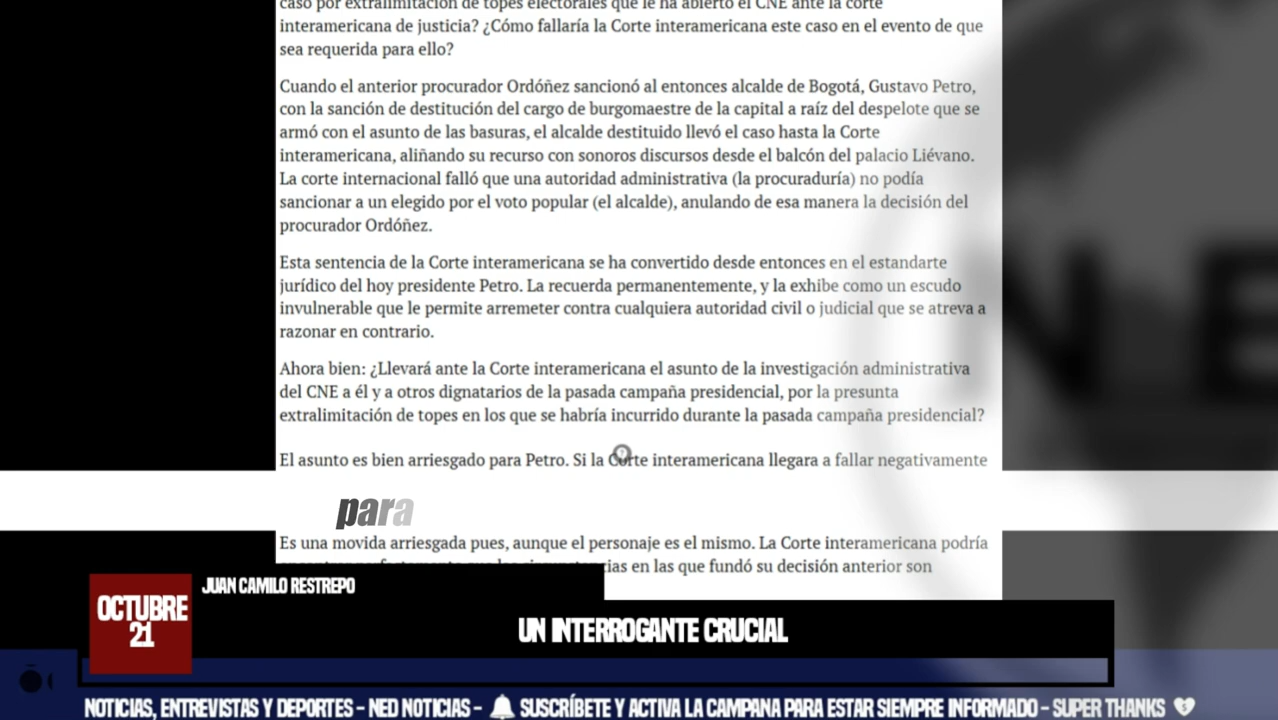 caso por extralimitación de topes electorales que le ha abierto el CNE ante la corte
interamericana de justicia? ¿Cómo fallaría la Corte interamericana este caso en el evento de que
sea requerida para ello?
Cuando el anterior procurador Ordóñez sancionó al entonces alcalde de Bogotá, Gustavo Petro,
con la sanción de destitución del cargo de burgomaestre de la capital a raíz del despelote que se
armó con el asunto de las basuras, el alcalde destituido llevó el caso hasta la Corte
interamericana, aliñando su recurso con sonoros discursos desde el balcón del palacio Liévano.
La corte internacional falló que una autoridad administrativa (la procuraduría) no podía
sancionar a un elegido por el voto popular (el alcalde), anulando de esa manera la decisión del
procurador Ordóñez.
Esta sentencia de la Corte interamericana se ha convertido desde entonces en el estandarte
jurídico del hoy presidente Petro. La recuerda permanentemente, y la exhibe como un escudo
invulnerable que le permite arremeter contra cualquiera autoridad civil o judicial que se atreva a
razonar en contrario.
Ahora bien: ¿Llevará ante la Corte interamericana el asunto de la investigación administrativa
del CNE a él y a otros dignatarios de la pasada campaña presidencial, por la presunta
extralimitación de topes en los que se habría incurrido durante la pasada campaña presidencial?
El asunto es bien arriesgado para Petro. Si la Corte interamericana llegara a fallar negativamente
para
Es una movida arriesgada pues, aunque el personaje es el mismo. La Corte interamericana podría
en las que fundó su decisión anterior son
JUAN CAMILO RESTREPO
OCTUBRE
21
UN INTERROGANTE CRUCIAL
NE
NOTICIAS, ENTREVISTAS Y DEPORTES - NED NOTICIAS - SUSCRÍBETE Y ACTIVA LA CAMPANA PARA ESTAR SIEMPRE INFORMADO - SUPER THANKS